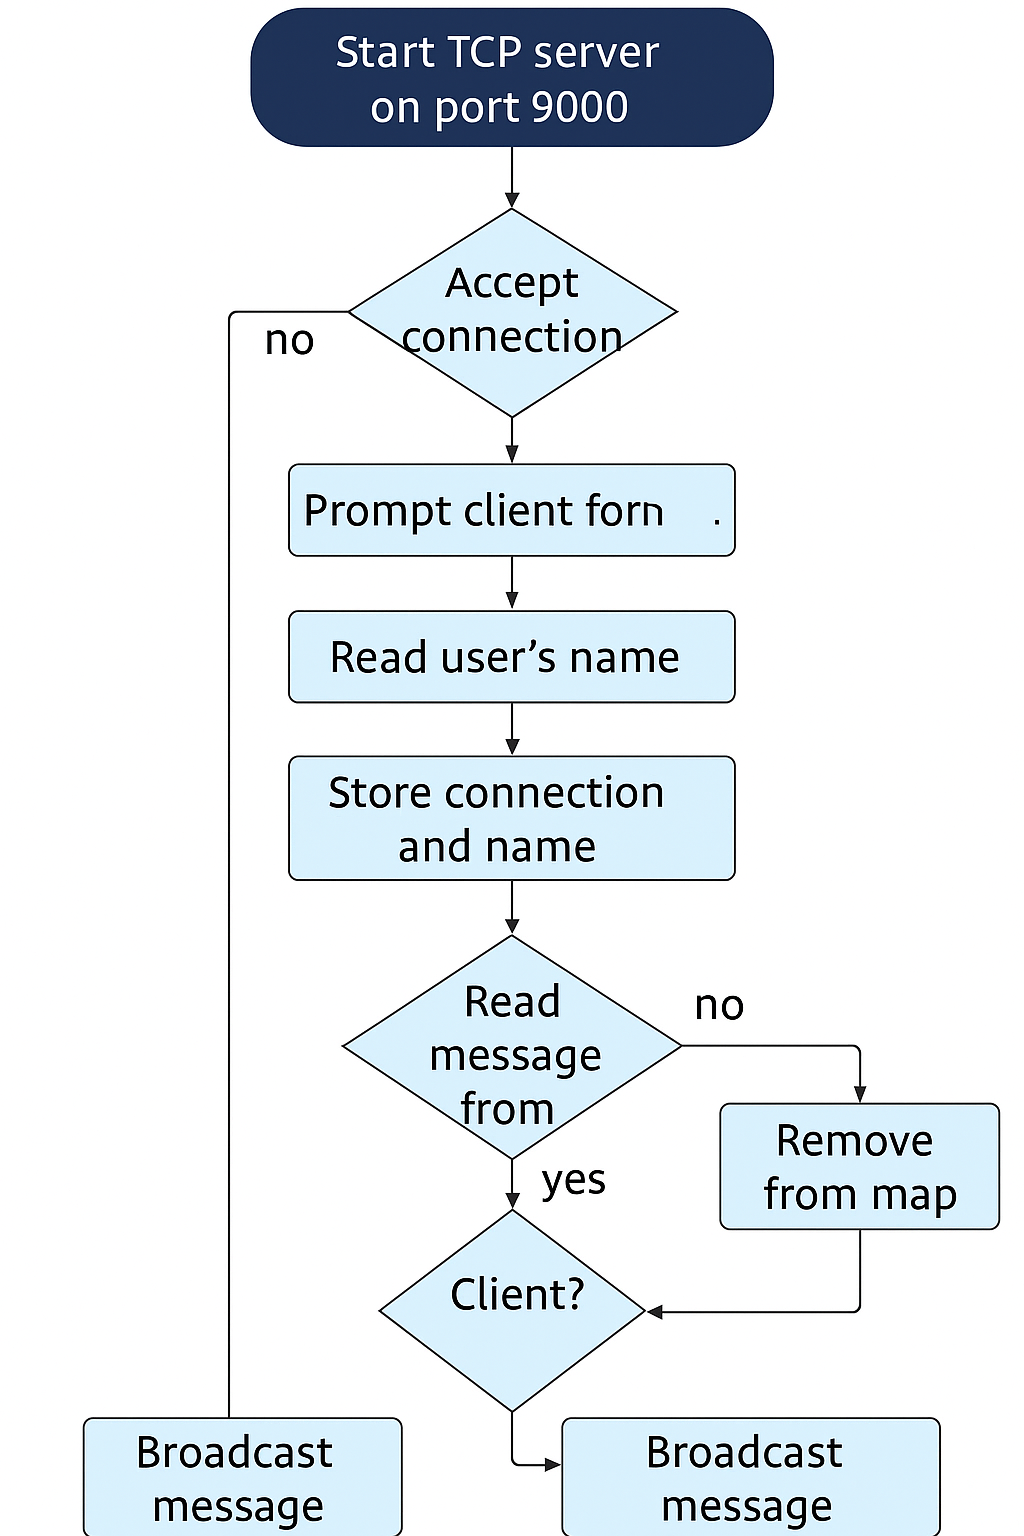 Start TCP server
on port 9000
Accept
connection
no
Prompt client
Read user's name
Store connection
and name
Read
message
from
no
yes
Remove
from map
Client?
Broadcast
message
Broadcast
message